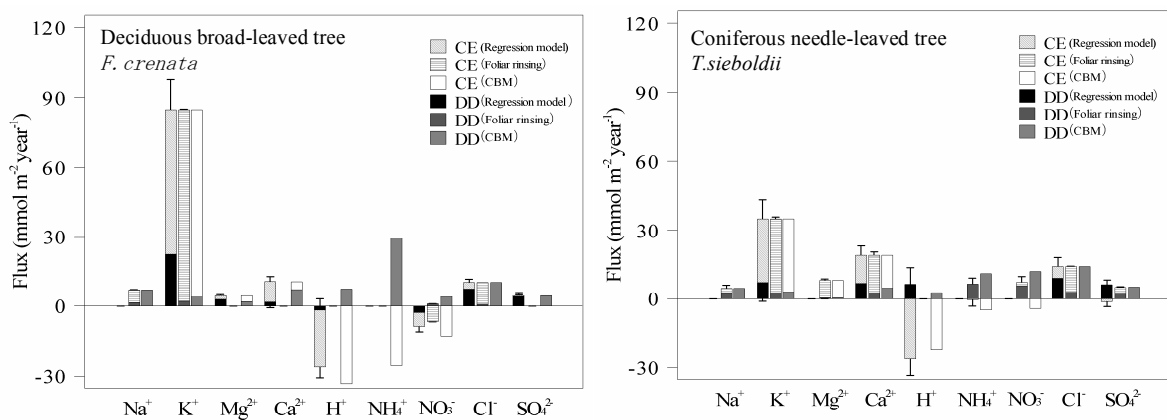 120
90
60
30
0
-30
Flux (mmol m⁻² year⁻¹)
Deciduous broad-leaved tree
F. crenata
CE (Regression model)
CE (Foliar rinsing)
CE (CBM)
DD (Regression model)
DD (Foliar rinsing)
DD (CBM)
Na⁺ K⁺ Mg²⁺ Ca²⁺ H⁺ NH₄⁺ NO₃⁻ Cl⁻ SO₄²⁻
120
90
60
30
0
-30
Flux (mmol m⁻² year⁻¹)
Coniferous needle-leaved tree
T.sieboldii
CE (Regression model)
CE (Foliar rinsing)
CE (CBM)
DD (Regression model)
DD (Foliar rinsing)
DD (CBM)
Na⁺ K⁺ Mg²⁺ Ca²⁺ H⁺ NH₄⁺ NO₃⁻ Cl⁻ SO₄²⁻